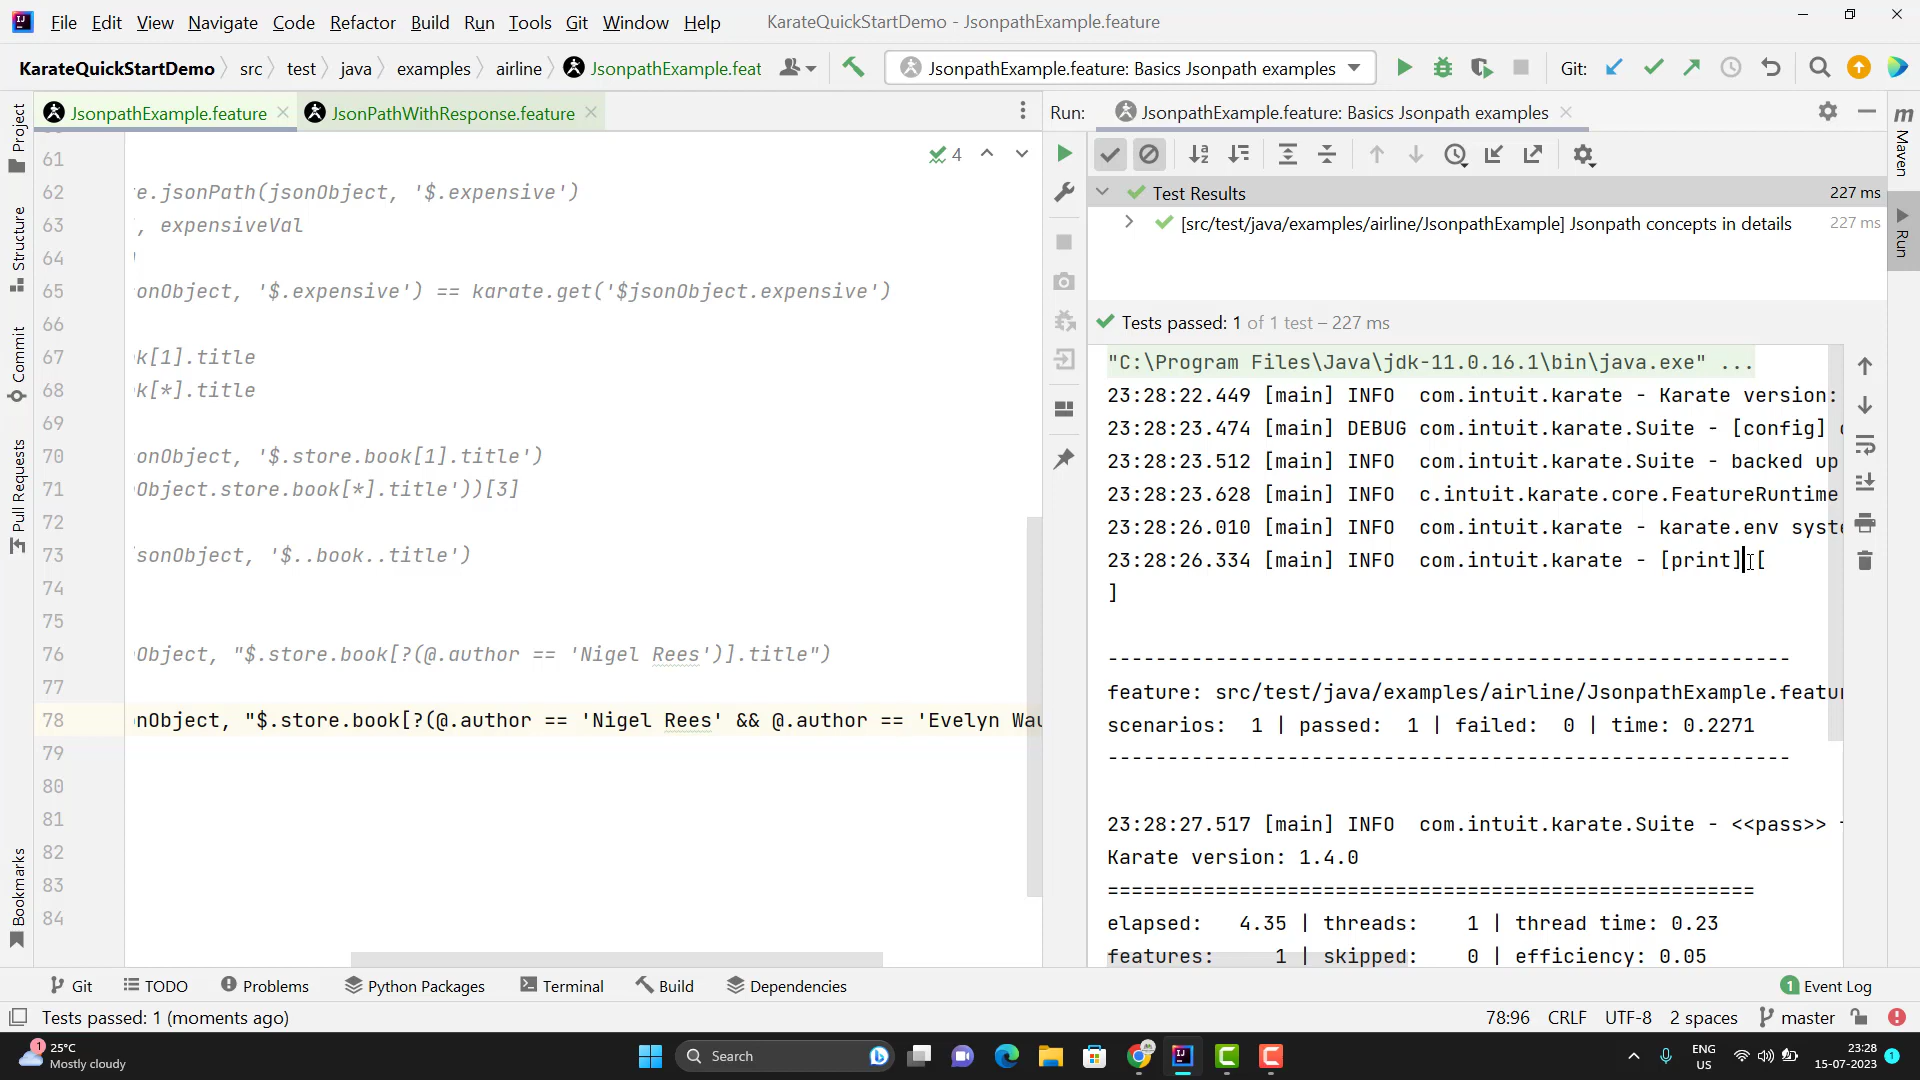 File Edit View Navigate Code Refactor Build Run Tools Git Window Help KarateQuickStartDemo - JsonpathExample.feature
KarateQuickStartDemo src test java examples airline JsonpathExample.feat JsonpathExample.feature: Basics Jsonpath examples Git:
JsonpathExample.feature JsonPathWithResponse.feature Run: JsonpathExample.feature: Basics Jsonpath examples
Project
Structure
Commit
Pull Requests
Bookmarks
4
61
62 e.jsonPath(jsonObject, '$.expensive')
63 , expensiveVal
64
65 onObject, '$.expensive') == karate.get('$jsonObject.expensive')
66
67 k[1].title
68 k[*].title
69
70 onObject, '$.store.book[1].title')
71 Object.store.book[*].title'))[3]
72
73 sonObject, '$..book..title')
74
75
76 Object, "$.store.book[?(@.author == 'Nigel Rees')].title")
77
78 nObject, "$.store.book[?(@.author == 'Nigel Rees' && @.author == 'Evelyn Wau
79
80
81
82
83
84
Test Results 227 ms
[src/test/java/examples/airline/JsonpathExample] Jsonpath concepts in details 227 ms
Tests passed: 1 of 1 test – 227 ms
"C:\Program Files\Java\jdk-11.0.16.1\bin\java.exe" ...
23:28:22.449 [main] INFO com.intuit.karate - Karate version:
23:28:23.474 [main] DEBUG com.intuit.karate.Suite - [config]
23:28:23.512 [main] INFO com.intuit.karate.Suite - backed up
23:28:23.628 [main] INFO c.intuit.karate.core.FeatureRuntime
23:28:26.010 [main] INFO com.intuit.karate - karate.env syste
23:28:26.334 [main] INFO com.intuit.karate - [print] [
]
---------------------------------------------------------
feature: src/test/java/examples/airline/JsonpathExample.featur
scenarios: 1 | passed: 1 | failed: 0 | time: 0.2271
---------------------------------------------------------
23:28:27.517 [main] INFO com.intuit.karate.Suite - <<pass>>
Karate version: 1.4.0
======================================================
elapsed: 4.35 | threads: 1 | thread time: 0.23
features: 1 | skipped: 0 | efficiency: 0.05
Maven
Run
Git TODO Problems Python Packages Terminal Build Dependencies 1 Event Log
Tests passed: 1 (moments ago) 78:96 CRLF UTF-8 2 spaces master
1 25°C
Mostly cloudy
Search
ENG
US
23:28
15-07-2023
1